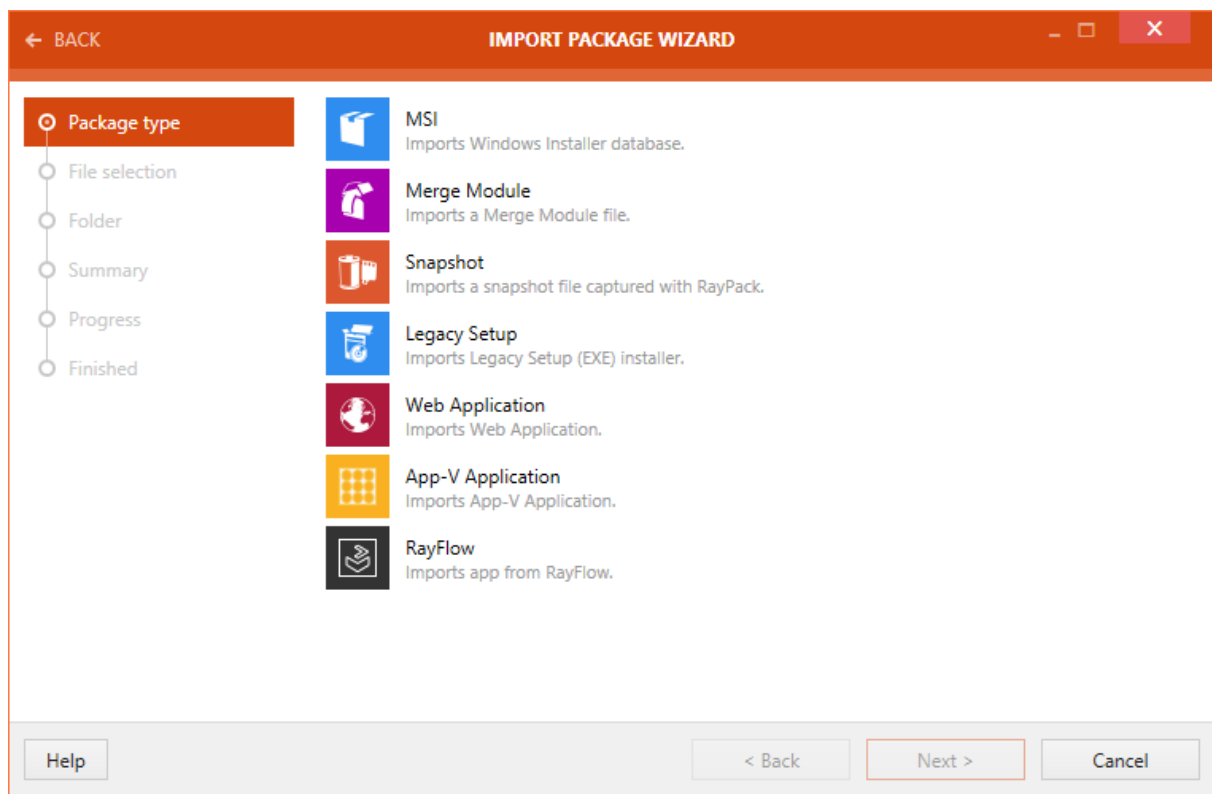 BACK
IMPORT PACKAGE WIZARD
Package type
File selection
Folder
Summary
Progress
Finished
MSI
Imports Windows Installer database.
Merge Module
Imports a Merge Module file.
Snapshot
Imports a snapshot file captured with RayPack.
Legacy Setup
Imports Legacy Setup (EXE) installer.
Web Application
Imports Web Application.
App-V Application
Imports App-V Application.
RayFlow
Imports app from RayFlow.
Help
< Back
Next >
Cancel